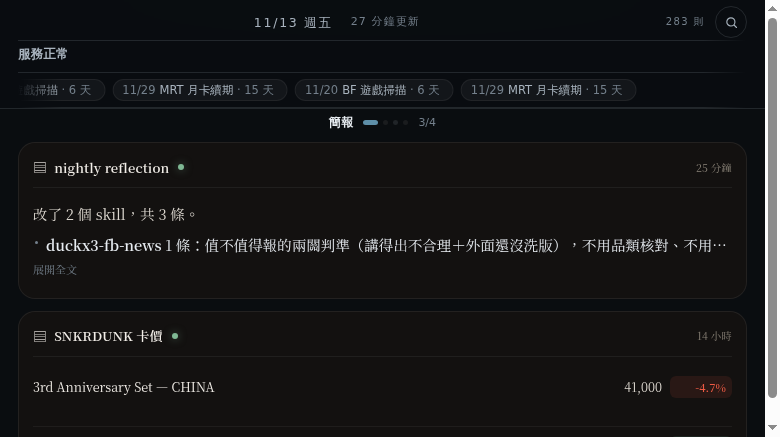 11/13 週五 27 分鐘更新 283 則
服務正常
戲掃描 · 6 天 11/29 MRT 月卡續期 · 15 天 11/20 BF 遊戲掃描 · 6 天 11/29 MRT 月卡續期 · 15 天
簡報 3/4
nightly reflection 25 分鐘
改了 2 個 skill，共 3 條。
duckx3-fb-news 1 條：值不值得報的兩關判準（講得出不合理＋外面還沒洗版），不用品類核對、不用⋯
展開全文
SNKRDUNK 卡價 14 小時
3rd Anniversary Set — CHINA 41,000 -4.7%